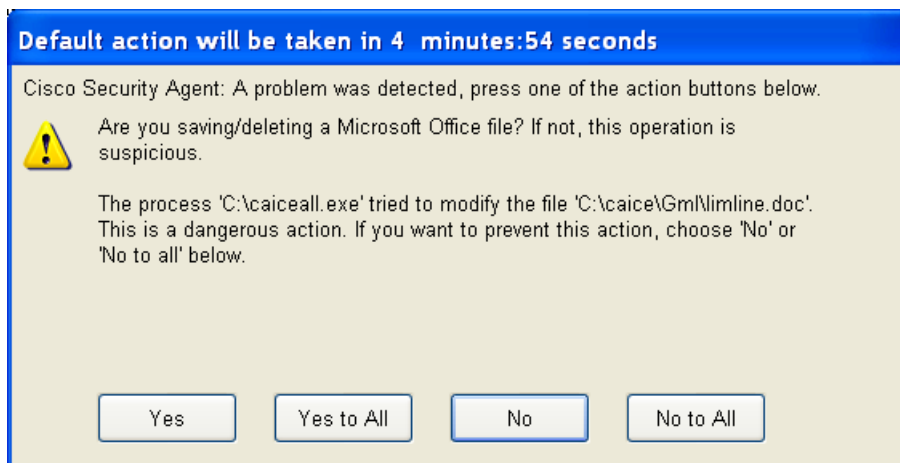 Default action will be taken in 4 minutes:54 seconds
Cisco Security Agent: A problem was detected, press one of the action buttons below.
Are you saving/deleting a Microsoft Office file? If not, this operation is
suspicious.
The process 'C:\caiceall.exe' tried to modify the file 'C:\caice\Gml\limline.doc'.
This is a dangerous action. If you want to prevent this action, choose 'No' or
'No to all' below.
Yes
Yes to All
No
No to All